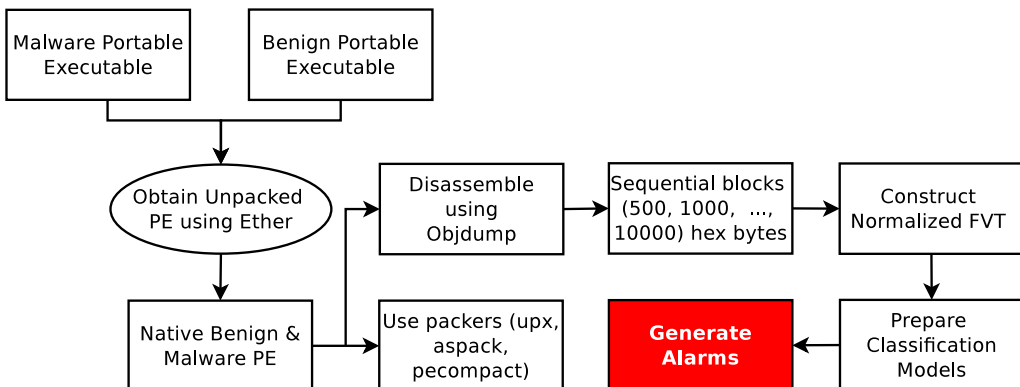 Malware Portable
Executable
Benign Portable
Executable
Obtain Unpacked
PE using Ether
Native Benign &
Malware PE
Disassemble
using
Objdump
Use packers (upx,
aspack,
pecompact)
Sequential blocks
(500, 1000, ...,
10000) hex bytes
Construct
Normalized FVT
Prepare
Classification
Models
Generate
Alarms